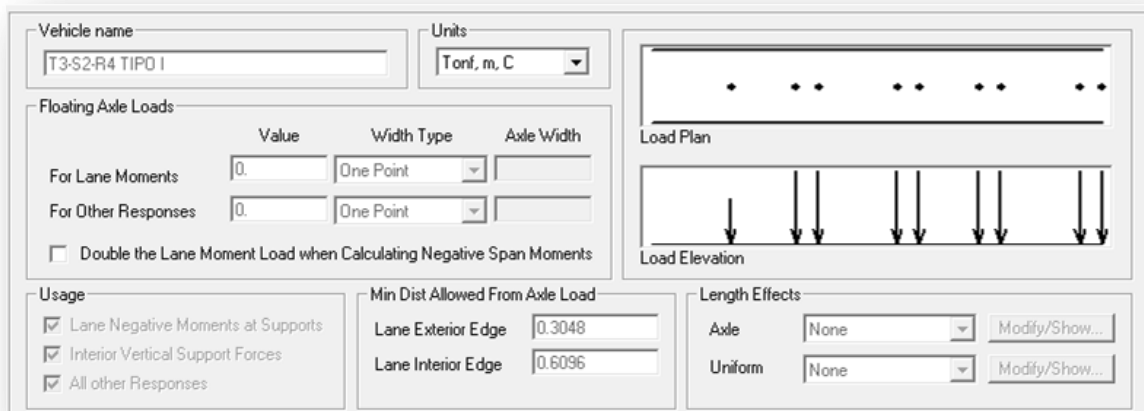 Vehicle name
T3-S2-R4 TIPO I
Units
Tonf, m, C
Floating Axle Loads
Value Width Type Axle Width
For Lane Moments 0. One Point
For Other Responses 0. One Point
Double the Lane Moment Load when Calculating Negative Span Moments
Load Plan
Load Elevation
Usage
Lane Negative Moments at Supports
Interior Vertical Support Forces
All other Responses
Min Dist Allowed From Axle Load
Lane Exterior Edge 0.3048
Lane Interior Edge 0.6096
Length Effects
Axle None Modify/Show...
Uniform None Modify/Show...